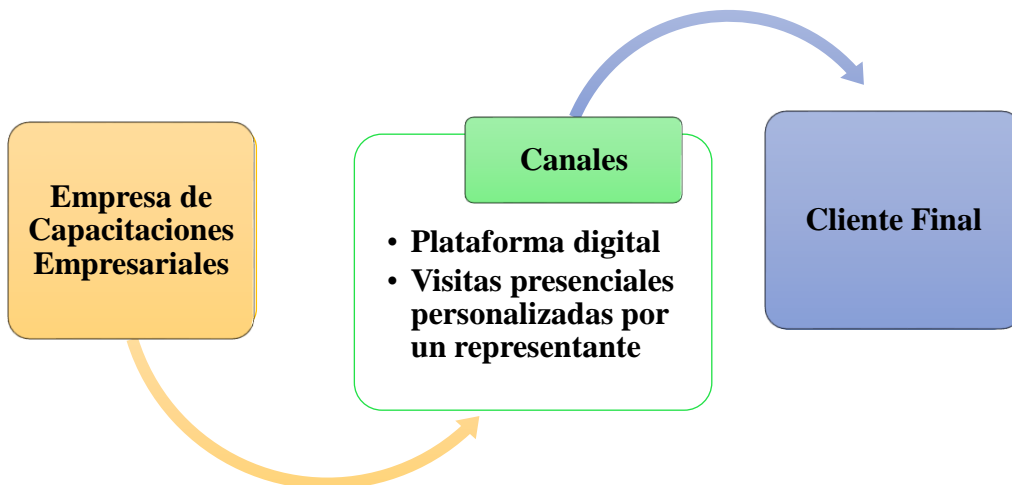 Empresa de
Capacitaciones
Empresariales
Canales
• Plataforma digital
• Visitas presenciales
personalizadas por
un representante
Cliente Final